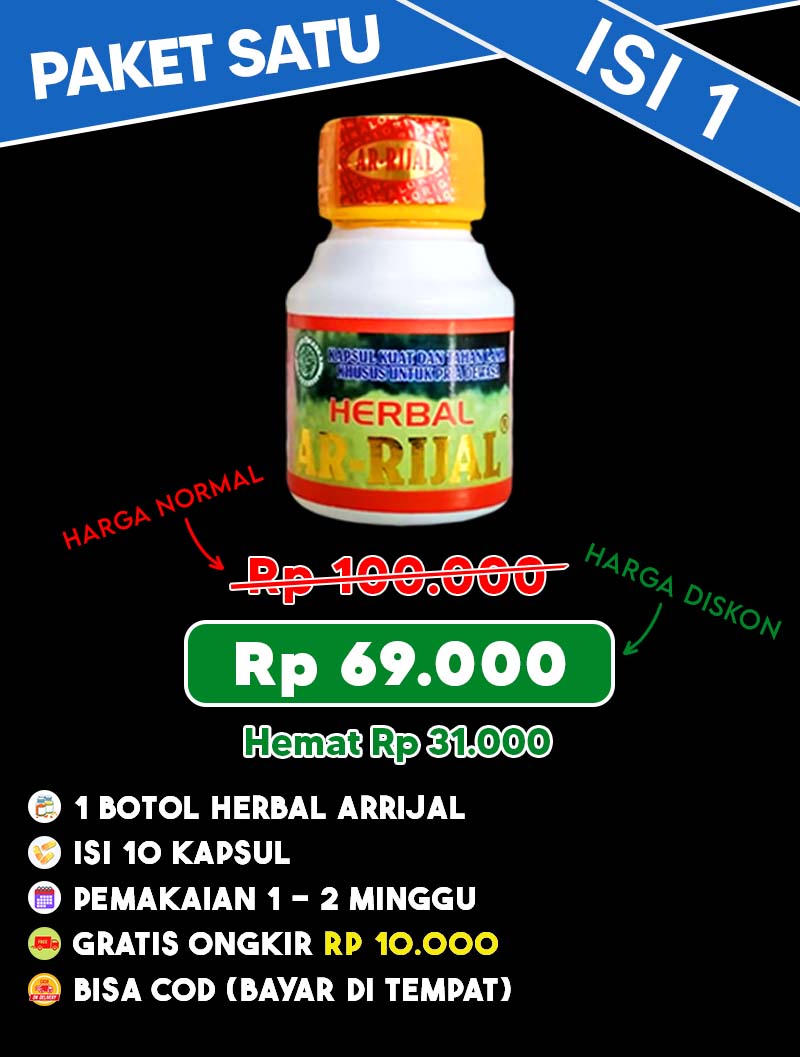 PAKET SATU
ISI 1
AR-RIJAL
KAPSUL KUAT DAN TAHAN LAMA
KHUSUS UNTUK PRIA DEWASA
HERBAL
AR-RIJAL®
HARGA NORMAL
Rp 100.000
HARGA DISKON
Rp 69.000
Hemat Rp 31.000
1 BOTOL HERBAL ARRIJAL
ISI 10 KAPSUL
PEMAKAIAN 1 – 2 MINGGU
GRATIS ONGKIR RP 10.000
BISA COD (BAYAR DI TEMPAT)